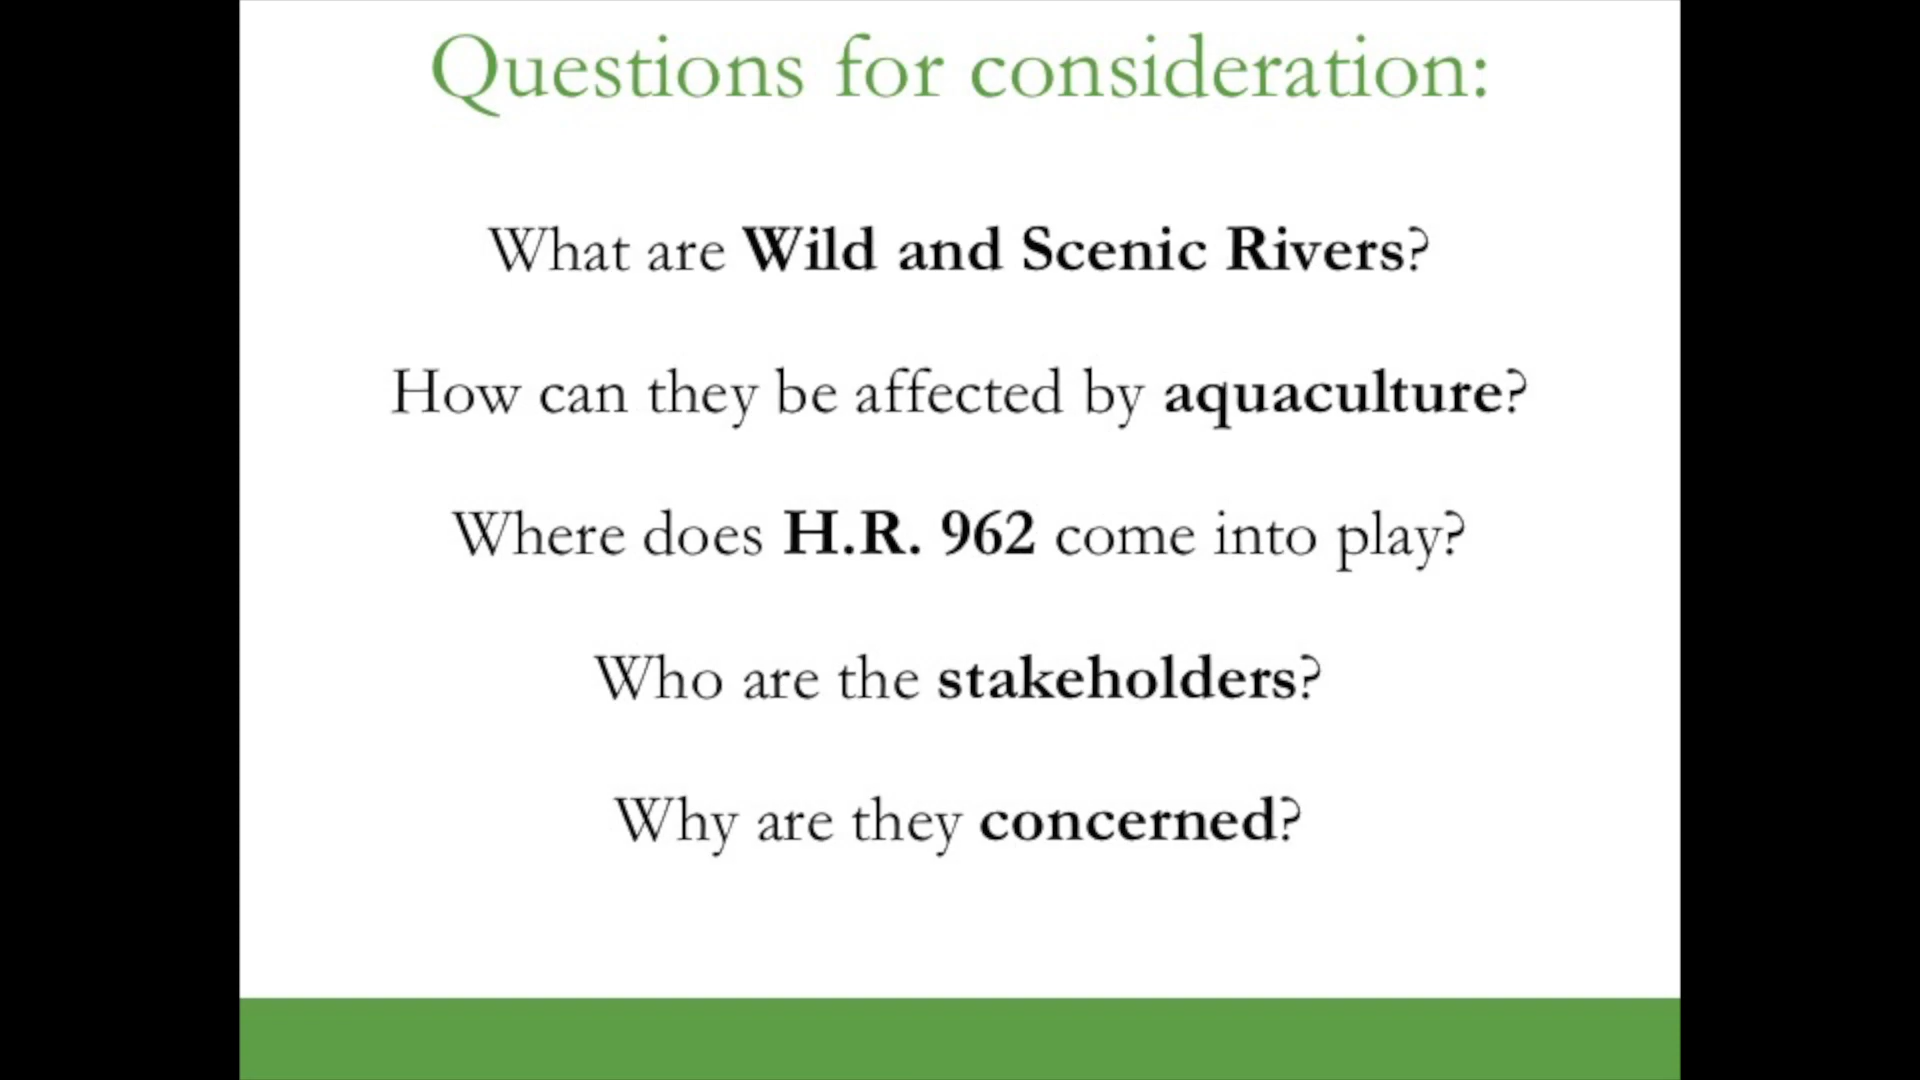 Questions for consideration:
What are Wild and Scenic Rivers?
How can they be affected by aquaculture?
Where does H.R. 962 come into play?
Who are the stakeholders?
Why are they concerned?